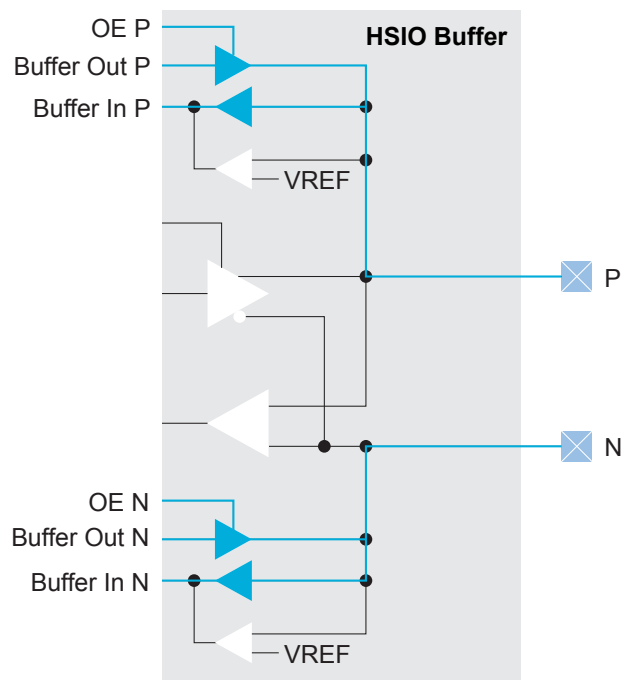 OE P
HSIO Buffer
Buffer Out P
Buffer In P
VREF
P
N
OE N
Buffer Out N
Buffer In N
VREF